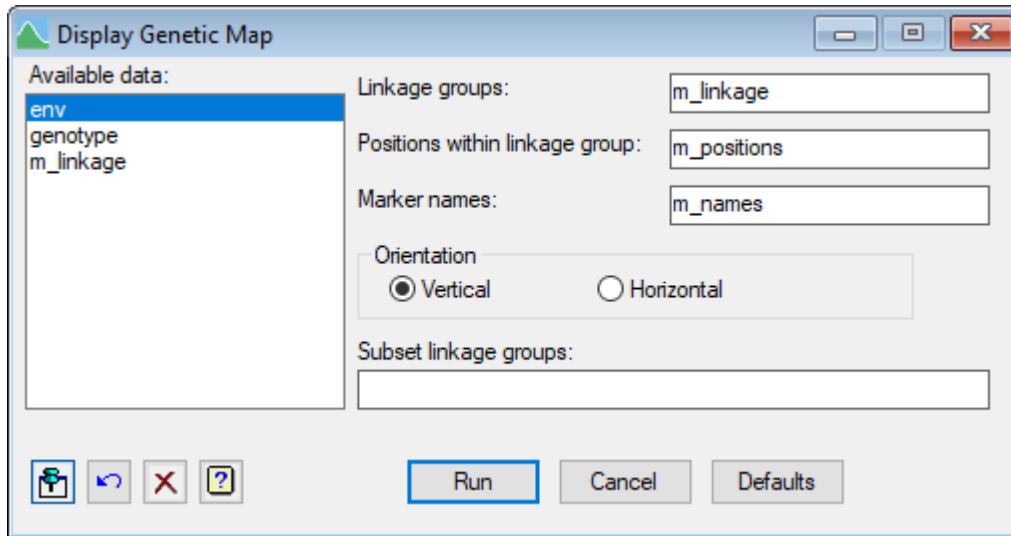 Display Genetic Map
Available data:
env
genotype
m_linkage
Linkage groups:
m_linkage
Positions within linkage group:
m_positions
Marker names:
m_names
Orientation
Vertical
Horizontal
Subset linkage groups:
?
Run
Cancel
Defaults